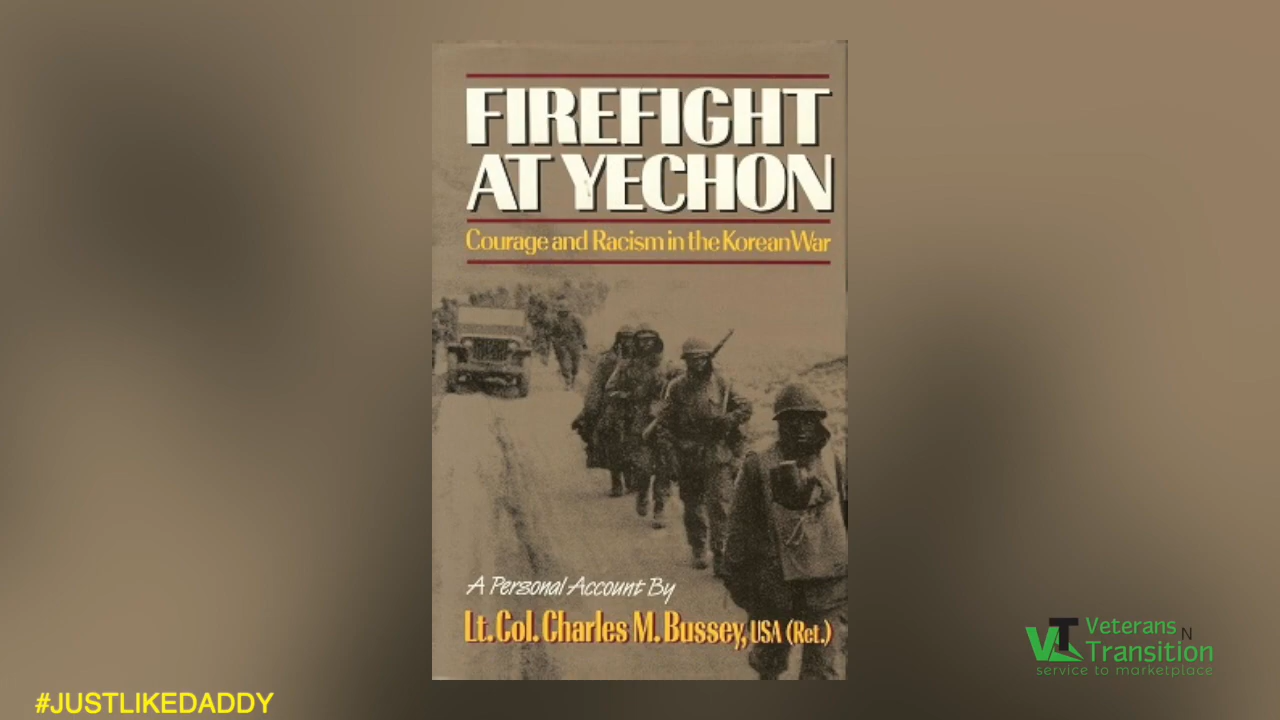 FIREFIGHT
AT YECHON
Courage and Racism in the Korean War
A Personal Account By
Lt. Col. Charles M. Bussey, USA (Ret.)
VT Veterans N
Transition
service to marketplace
#JUSTLIKEDADDY